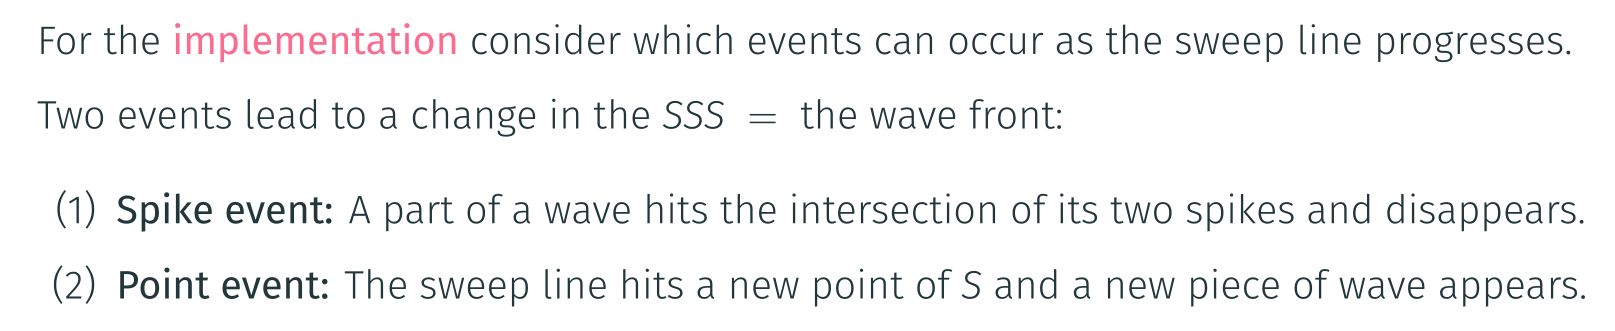 For the implementation consider which events can occur as the sweep line progresses.
Two events lead to a change in the SSS = the wave front:
(1) Spike event: A part of a wave hits the intersection of its two spikes and disappears.
(2) Point event: The sweep line hits a new point of S and a new piece of wave appears.